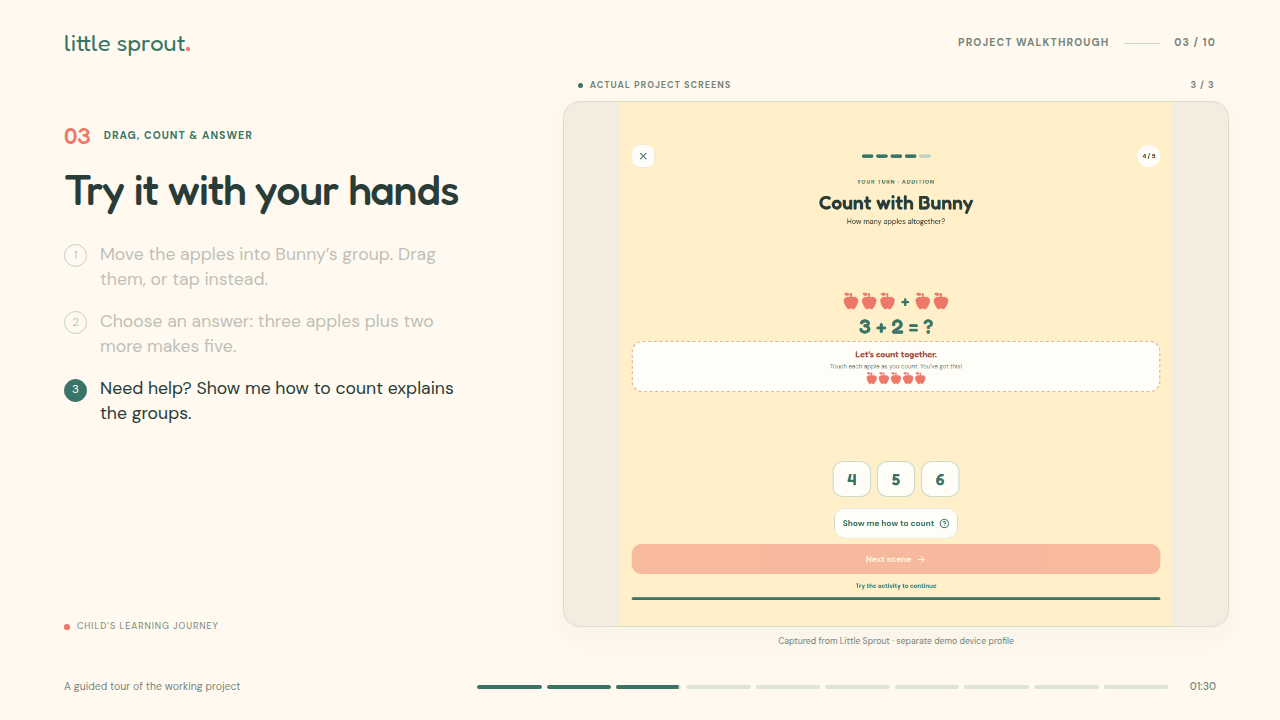 little sprout.
PROJECT WALKTHROUGH 03 / 10
ACTUAL PROJECT SCREENS 3 / 3
03 DRAG, COUNT & ANSWER
Try it with your hands
1 Move the apples into Bunny’s group. Drag
them, or tap instead.
2 Choose an answer: three apples plus two
more makes five.
3 Need help? Show me how to count explains
the groups.
4 / 5
YOUR TURN · ADDITION
Count with Bunny
How many apples altogether?
+
3 + 2 = ?
Let's count together.
Touch each apple as you count. You've got this!
4 5 6
Show me how to count
Next scene →
Try the activity to continue
CHILD’S LEARNING JOURNEY
Captured from Little Sprout · separate demo device profile
A guided tour of the working project
01:30